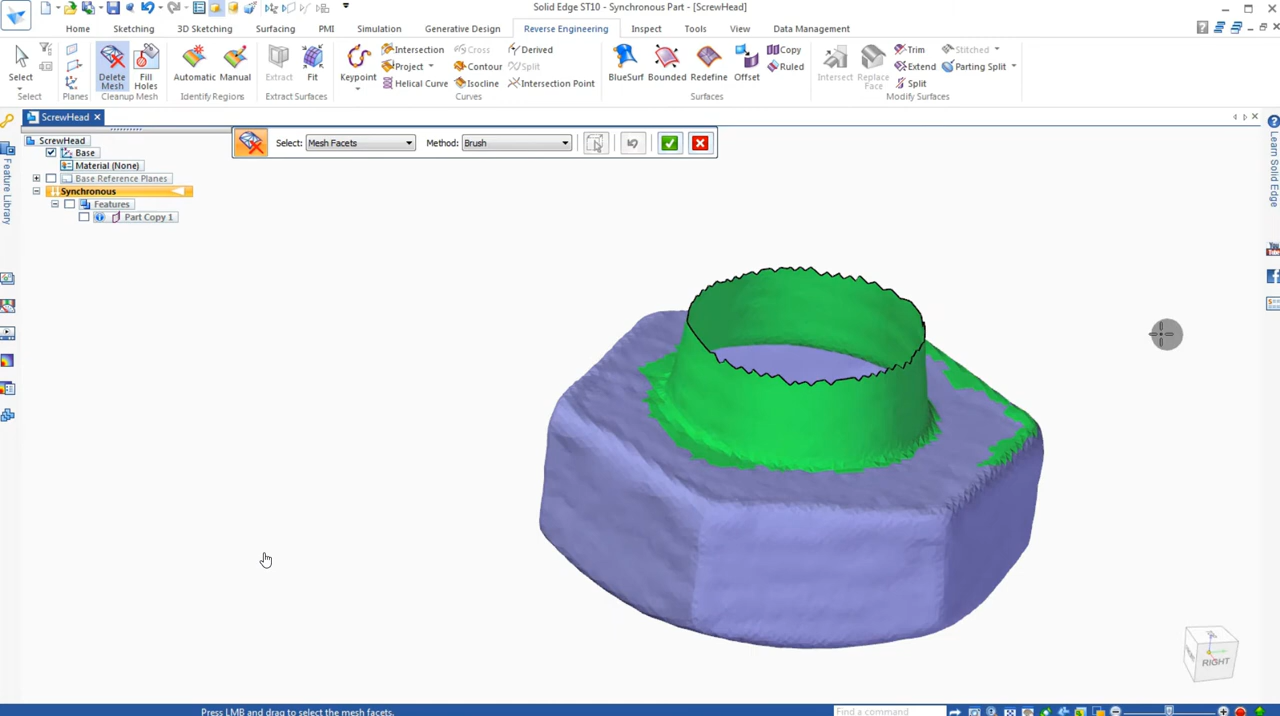 Solid Edge ST10 - Synchronous Part - [ScrewHead]
Home Sketching 3D Sketching Surfacing PMI Simulation Generative Design Reverse Engineering Inspect Tools View Data Management
Select
Select
Planes
Delete Mesh
Fill Holes
Cleanup Mesh
Automatic
Manual
Identify Regions
Extract
Fit
Extract Surfaces
Keypoint
Intersection
Project
Helical Curve
Cross
Contour
Isocline
Derived
Split
Intersection Point
Curves
BlueSurf
Bounded
Redefine
Offset
Copy
Ruled
Surfaces
Intersect
Replace Face
Trim
Extend
Split
Stitched
Parting Split
Modify Surfaces
ScrewHead
Select: Mesh Facets Method: Brush
ScrewHead
Base
Material (None)
Base Reference Planes
Synchronous
Features
Part Copy 1
Feature Library
Learn Solid Edge
You
Tube
RIGHT
Press LMB and drag to select the mesh facets.
Find a command